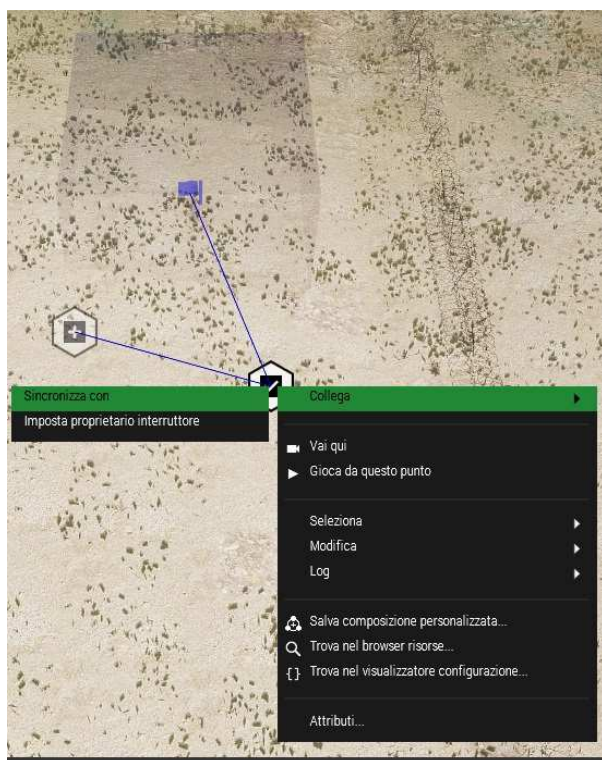 Sincronizza con
Imposta proprietario interruttore
Collega
Vai qui
Gioca da questo punto
Seleziona
Modifica
Log
Salva composizione personalizzata...
Trova nel browser risorse...
Trova nel visualizzatore configurazione...
Attributi...